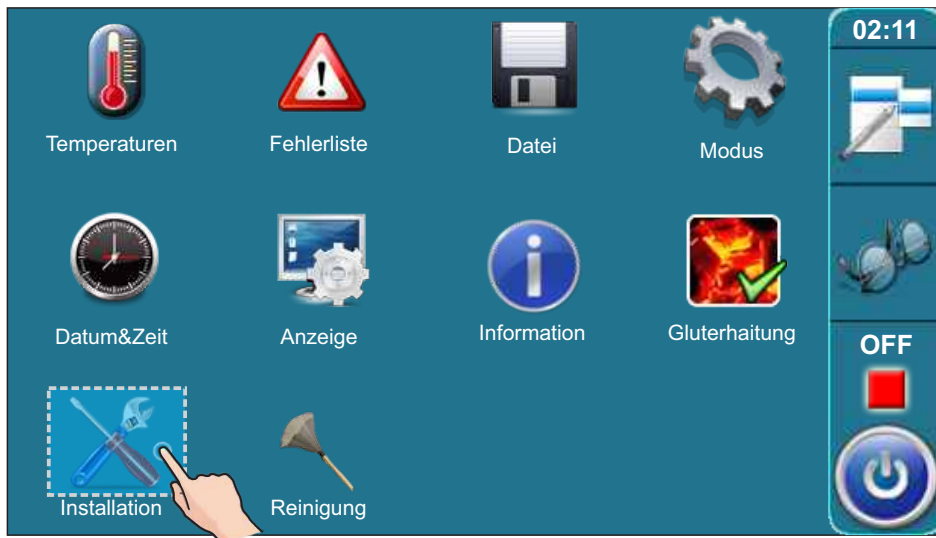 02:11
Temperaturen
Fehlerliste
Datei
Modus
Datum&Zeit
Anzeige
Information
Gluterhaitung
OFF
Installation
Reinigung